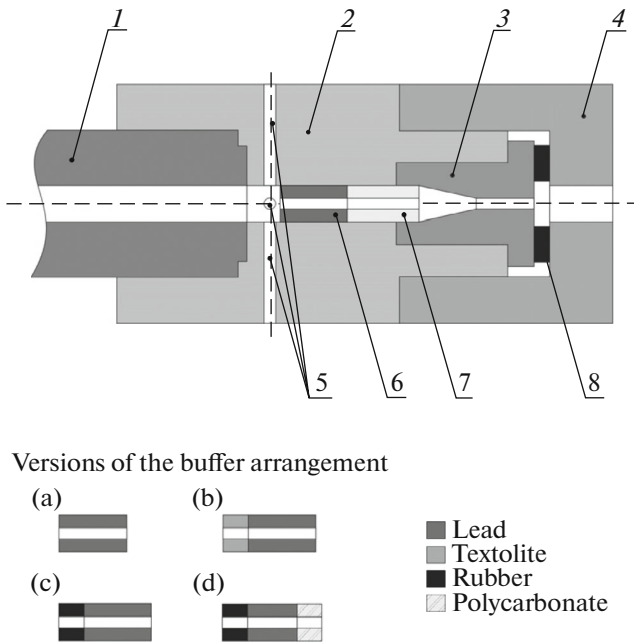 1 2 3 4
5 6 7 8
Versions of the buffer arrangement
(a) (b)
(c) (d)
Lead
Textolite
Rubber
Polycarbonate